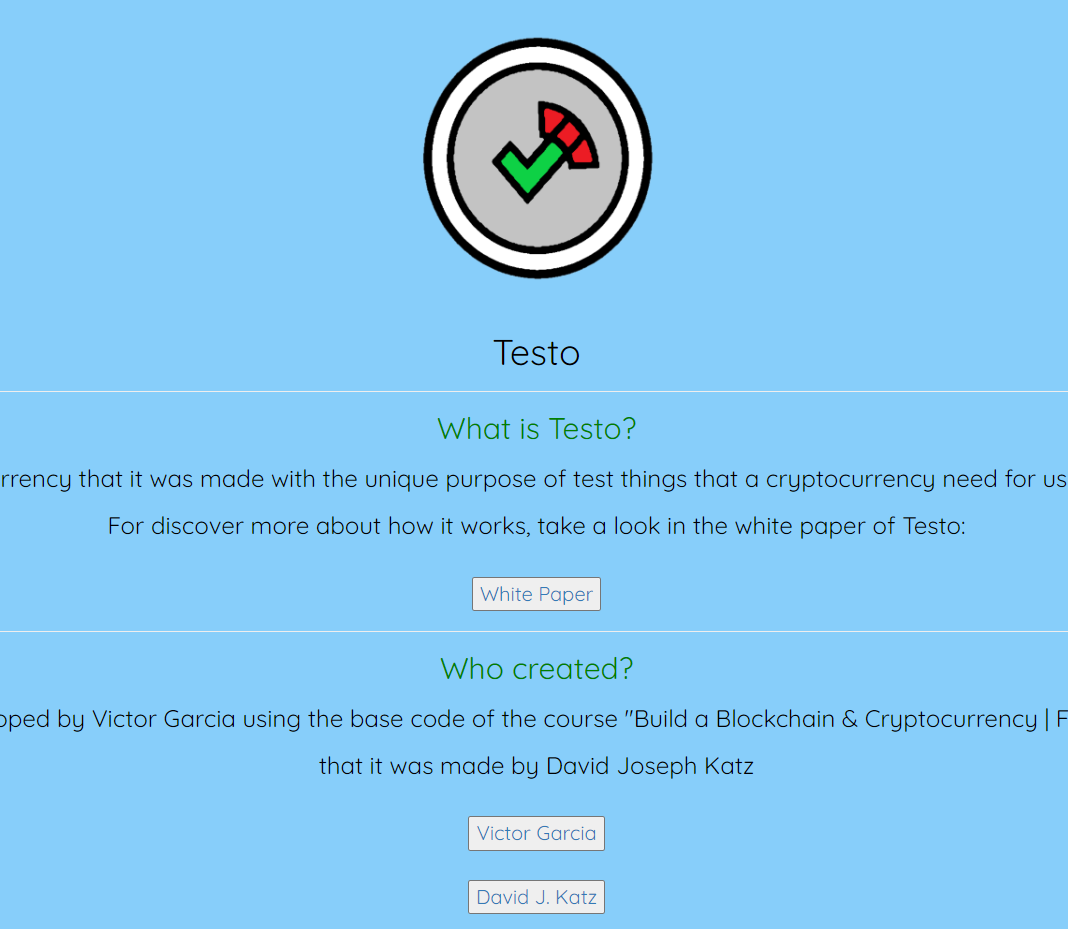 Testo
What is Testo?
rrency that it was made with the unique purpose of test things that a cryptocurrency need for us
For discover more about how it works, take a look in the white paper of Testo:
White Paper
Who created?
oped by Victor Garcia using the base code of the course "Build a Blockchain & Cryptocurrency | F
that it was made by David Joseph Katz
Victor Garcia
David J. Katz